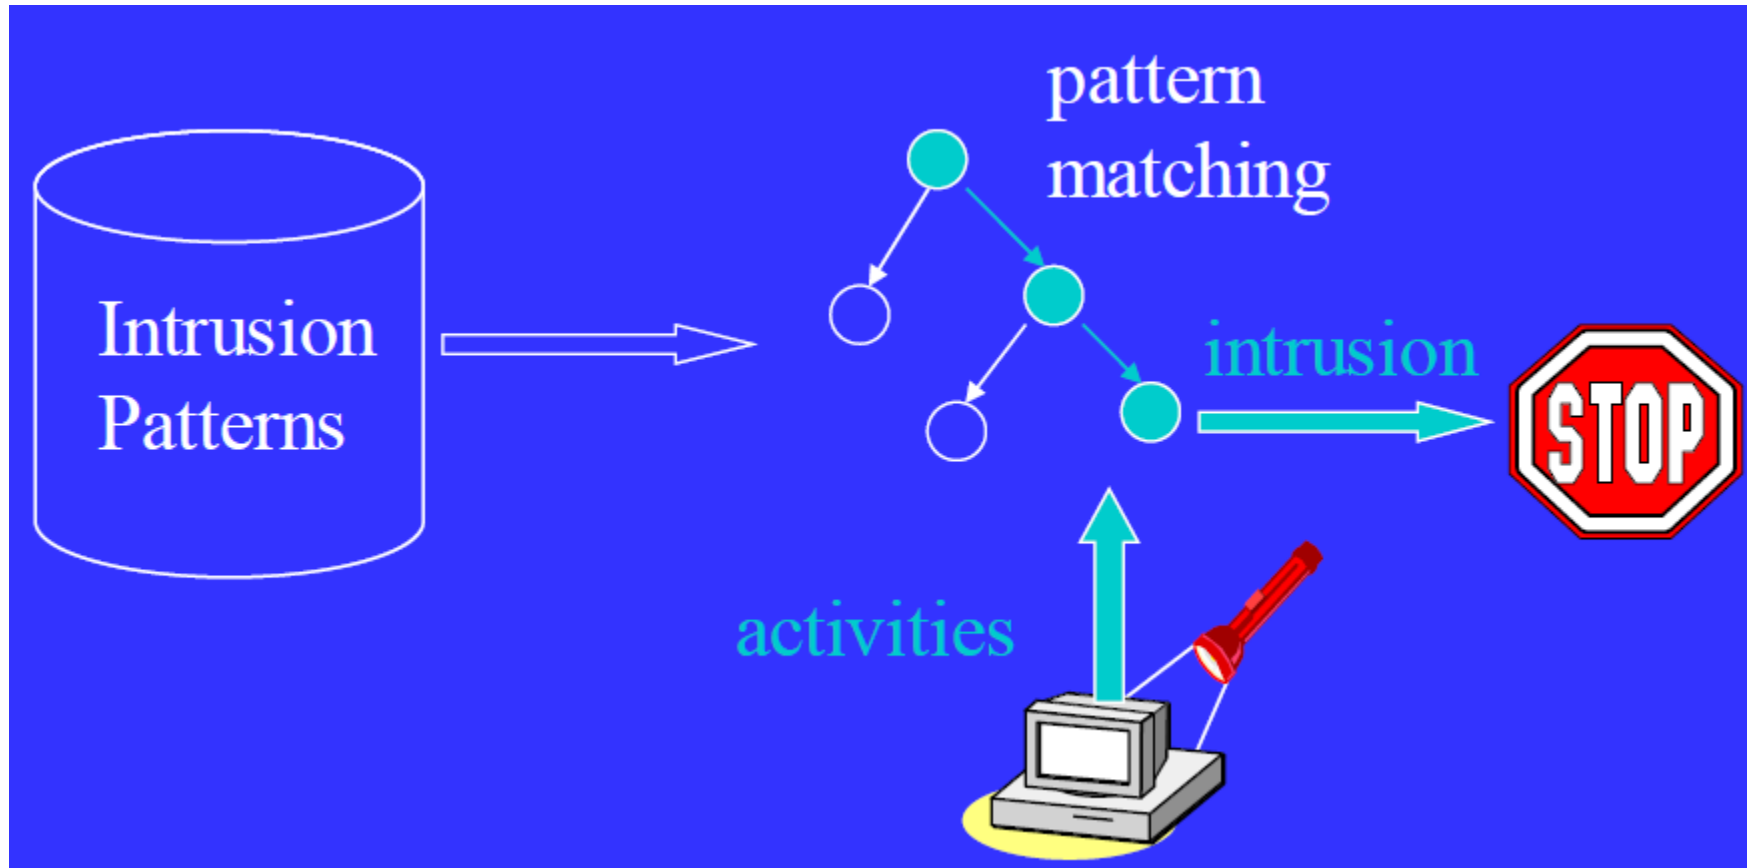 pattern
matching
Intrusion
Patterns
intrusion
STOP
activities